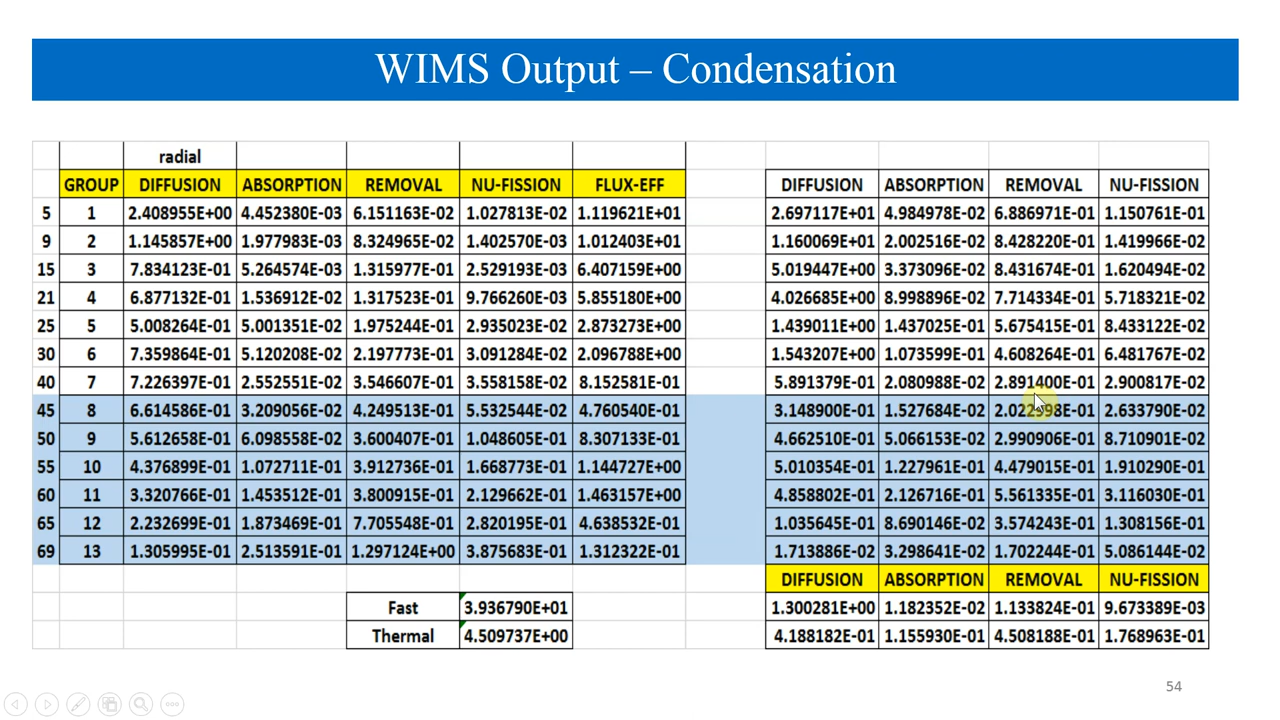 WIMS Output – Condensation
radial
GROUP DIFFUSION ABSORPTION REMOVAL NU-FISSION FLUX-EFF DIFFUSION ABSORPTION REMOVAL NU-FISSION
5 1 2.408955E+00 4.452380E-03 6.151163E-02 1.027813E-02 1.119621E+01 2.697117E+01 4.984978E-02 6.886971E-01 1.150761E-01
9 2 1.145857E+00 1.977983E-03 8.324965E-02 1.402570E-03 1.012403E+01 1.160069E+01 2.002516E-02 8.428220E-01 1.419966E-02
15 3 7.834123E-01 5.264574E-03 1.315977E-01 2.529193E-03 6.407159E+00 5.019447E+00 3.373096E-02 8.431674E-01 1.620494E-02
21 4 6.877132E-01 1.536912E-02 1.317523E-01 9.766260E-03 5.855180E+00 4.026685E+00 8.998896E-02 7.714334E-01 5.718321E-02
25 5 5.008264E-01 5.001351E-02 1.975244E-01 2.935023E-02 2.873273E+00 1.439011E+00 1.437025E-01 5.675415E-01 8.433122E-02
30 6 7.359864E-01 5.120208E-02 2.197773E-01 3.091284E-02 2.096788E+00 1.543207E+00 1.073599E-01 4.608264E-01 6.481767E-02
40 7 7.226397E-01 2.552551E-02 3.546607E-01 3.558158E-02 8.152581E-01 5.891379E-01 2.080988E-02 2.891400E-01 2.900817E-02
45 8 6.614586E-01 3.209056E-02 4.249513E-01 5.532544E-02 4.760540E-01 3.148900E-01 1.527684E-02 2.022998E-01 2.633790E-02
50 9 5.612658E-01 6.098558E-02 3.600407E-01 1.048605E-01 8.307133E-01 4.662510E-01 5.066153E-02 2.990906E-01 8.710901E-02
55 10 4.376899E-01 1.072711E-01 3.912736E-01 1.668773E-01 1.144727E+00 5.010354E-01 1.227961E-01 4.479015E-01 1.910290E-01
60 11 3.320766E-01 1.453512E-01 3.800915E-01 2.129662E-01 1.463157E+00 4.858802E-01 2.126716E-01 5.561335E-01 3.116030E-01
65 12 2.232699E-01 1.873469E-01 7.705548E-01 2.820195E-01 4.638532E-01 1.035645E-01 8.690146E-02 3.574243E-01 1.308156E-01
69 13 1.305995E-01 2.513591E-01 1.297124E+00 3.875683E-01 1.312322E-01 1.713886E-02 3.298641E-02 1.702244E-01 5.086144E-02
DIFFUSION ABSORPTION REMOVAL NU-FISSION
Fast 3.936790E+01 1.300281E+00 1.182352E-02 1.133824E-01 9.673389E-03
Thermal 4.509737E+00 4.188182E-01 1.155930E-01 4.508188E-01 1.768963E-01
54